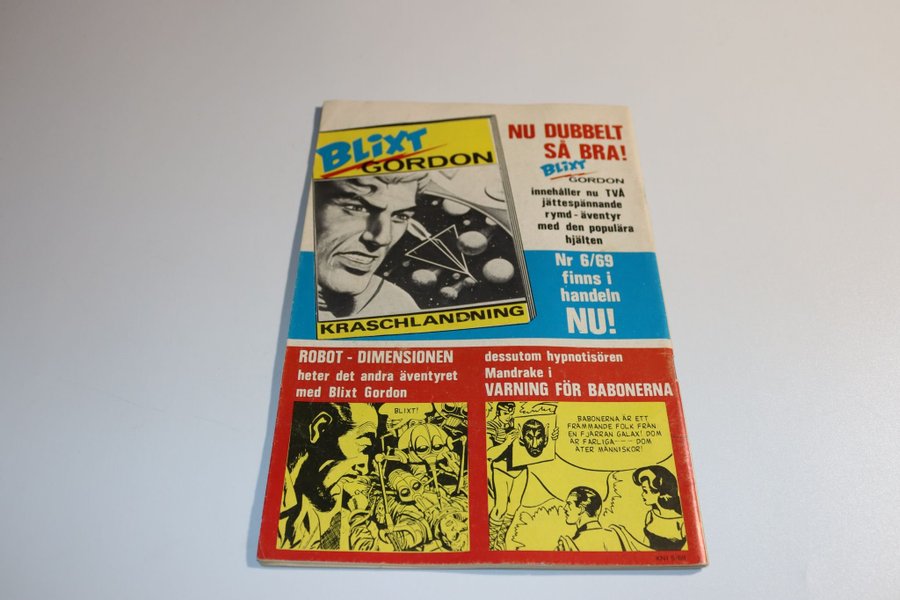 BLIXT
GORDON
KRASCHLANDNING
NU DUBBELT
SÅ BRA!
BLIXT
GORDON
innehåller nu TVÅ
jättespännande
rymd-äventyr
med den populära
hjälten
Nr 6/69
finns i
handeln
NU!
ROBOT - DIMENSIONEN
heter det andra äventyret
med Blixt Gordon
dessutom hypnotisören
Mandrake i
VARNING FÖR BABONERNA
BLIXT!
BABONERNA ÄR ETT
FRÄMMANDE FOLK FRÅN
EN FJÄRRAN GALAX! DOM
ÄR FARLIGA---- DOM
ÄTER MÄNNISKOR!